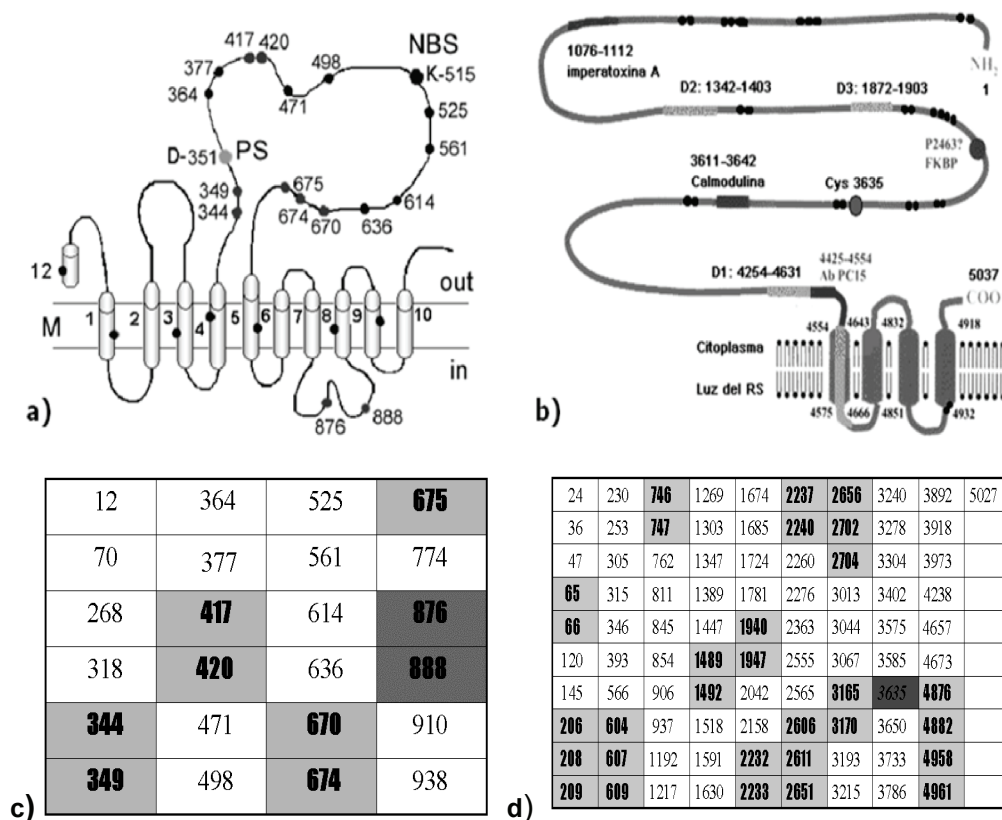 417 420
NBS
377
498
K-515
364
471
525
D-351
PS
561
349
675
344
674
670
636
614
12
out
M
1
2
3
4
5
6
7
8
9
10
in
876
888
a)
1076-1112
imperatoxina A
NH2
1
D2: 1342-1403
D3: 1872-1903
P2463?
FKBP
3611-3642
Calmodulina
Cys 3635
D1: 4254-4631
4425-4554
Ab PC15
5037
COO
4554
4643
4832
4918
Citoplasma
Luz del RS
4575
4666
4851
4932
b)
12 364 525 675
70 377 561 774
268 417 614 876
318 420 636 888
344 471 670 910
349 498 674 938
c)
24 230 746 1269 1674 2237 2656 3240 3892 5027
36 253 747 1303 1685 2240 2702 3278 3918
47 305 762 1347 1724 2260 2704 3304 3973
65 315 811 1389 1781 2276 3013 3402 4238
66 346 845 1447 1940 2363 3044 3575 4657
120 393 854 1489 1947 2555 3067 3585 4673
145 566 906 1492 2042 2565 3165 3635 4876
206 604 937 1518 2158 2606 3170 3650 4882
208 607 1192 1591 2232 2611 3193 3733 4958
209 609 1217 1630 2233 2651 3215 3786 4961
d)